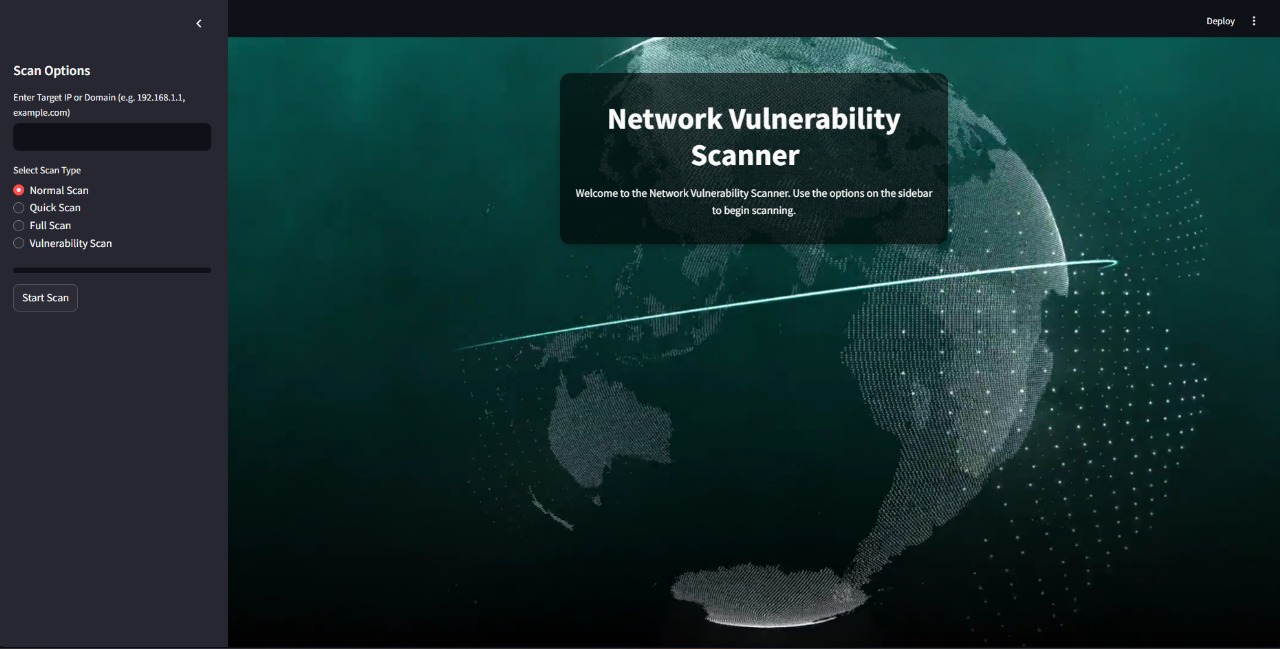 Deploy
Scan Options
Enter Target IP or Domain (e.g. 192.168.1.1,
example.com)
Select Scan Type
Normal Scan
Quick Scan
Full Scan
Vulnerability Scan
Start Scan
Network Vulnerability
Scanner
Welcome to the Network Vulnerability Scanner. Use the options on the sidebar
to begin scanning.